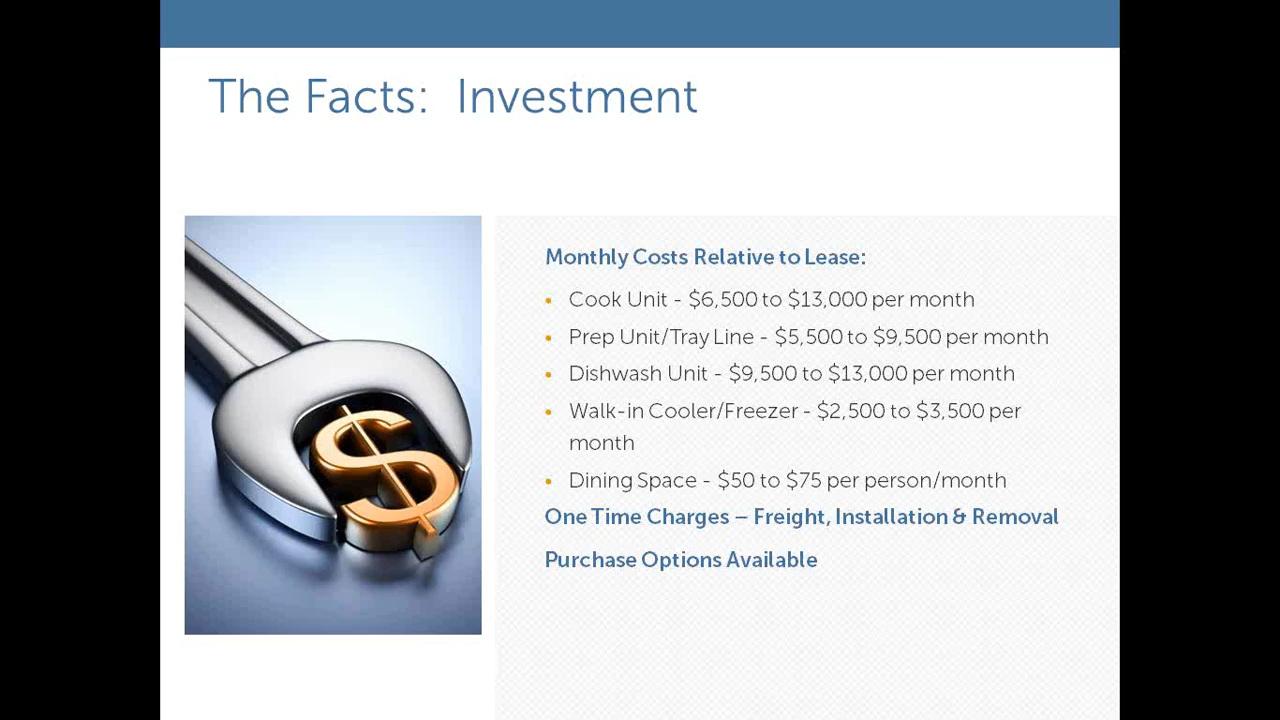 The Facts:  Investment
Monthly Costs Relative to Lease:
• Cook Unit - $6,500 to $13,000 per month
• Prep Unit/Tray Line - $5,500 to $9,500 per month
• Dishwash Unit - $9,500 to $13,000 per month
• Walk-in Cooler/Freezer - $2,500 to $3,500 per
month
• Dining Space - $50 to $75 per person/month
One Time Charges – Freight, Installation & Removal
Purchase Options Available